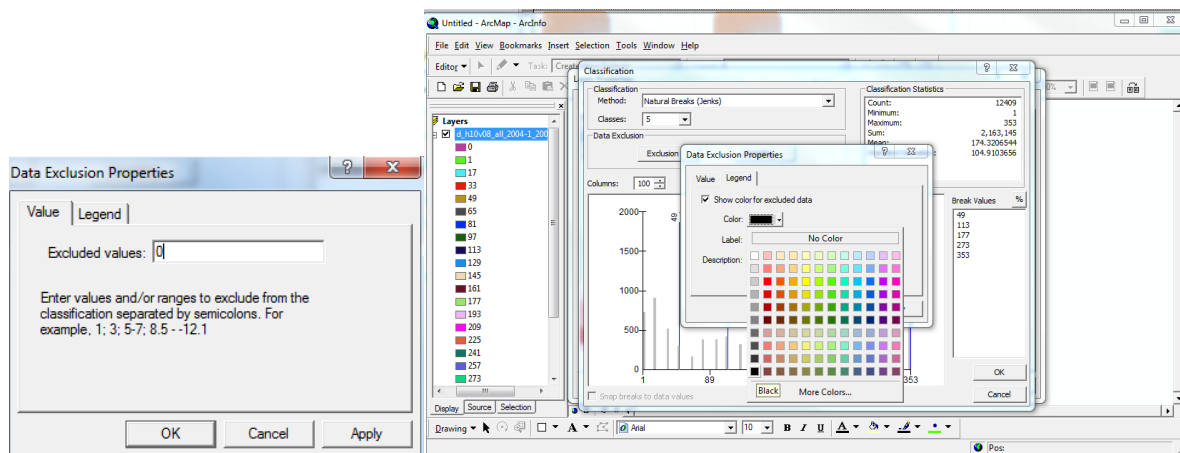 Data Exclusion Properties
Value
Legend
Excluded values: 0
Enter values and/or ranges to exclude from the
classification separated by semicolons. For
example, 1; 3; 5-7; 8.5 - -12.1
OK
Cancel
Apply
Untitled - ArcMap - ArcInfo
File Edit View Bookmarks Insert Selection Tools Window Help
Editor
Task:
Layers
d_h10v08_all_2004-1_200
0
1
17
33
49
65
81
97
113
129
145
161
177
193
209
225
241
257
273
Display Source Selection
Classification
Classification
Method: Natural Breaks (Jenks)
Classes: 5
Data Exclusion
Exclusion
Columns: 100
2000
1500
1000
500
0
49
1
89
353
Snap breaks to data values
Classification Statistics
Count: 12409
Minimum: 1
Maximum: 353
Sum: 2,163,145
Mean: 174.3206544
104.9103656
Break Values
%
49
113
177
273
353
OK
Cancel
Data Exclusion Properties
Value Legend
Show color for excluded data
Color:
Label:
Description:
No Color
Black
More Colors...
Drawing
Arial
10
B I U A
Pos: